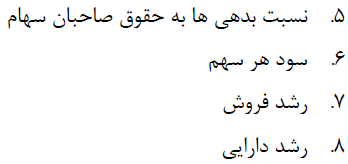 ۵. نسبت بدهی ها به حقوق صاحبان سهام
۶. سود هر سهم
۷. رشد فروش
۸. رشد دارایی